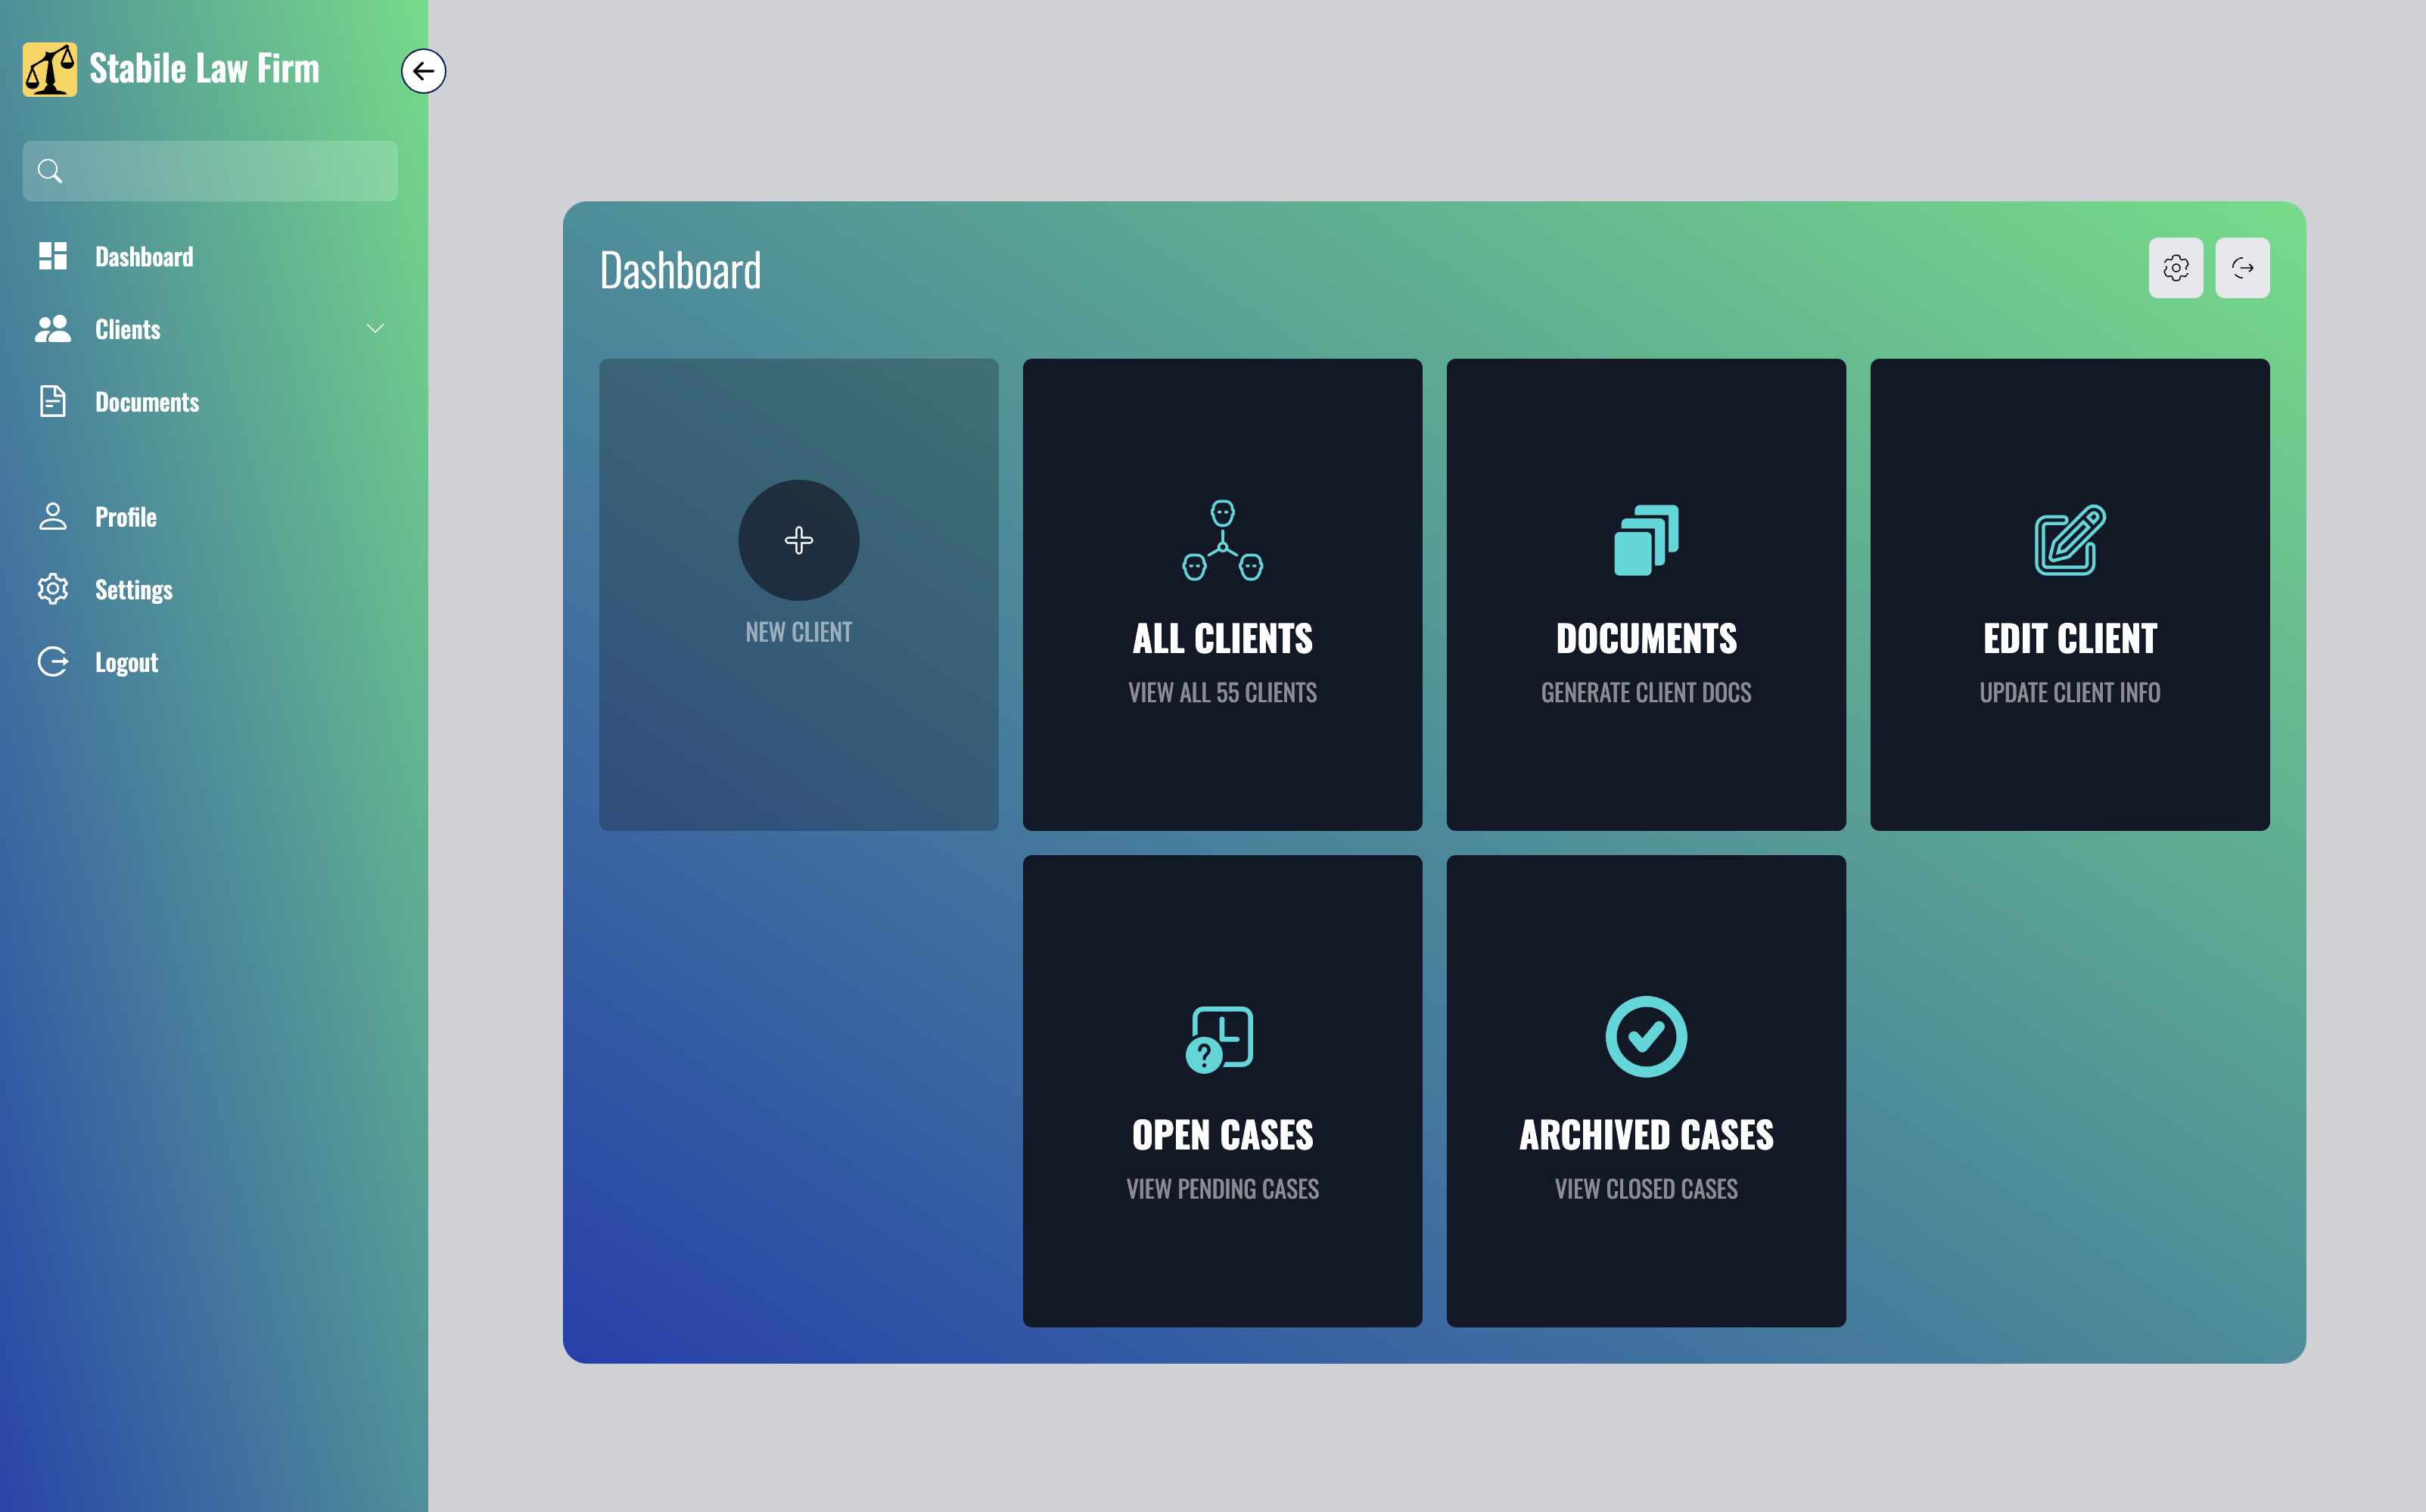 Stabile Law Firm
Dashboard
Clients
Documents
Profile
Settings
Logout
Dashboard
NEW CLIENT
ALL CLIENTS
VIEW ALL 55 CLIENTS
DOCUMENTS
GENERATE CLIENT DOCS
EDIT CLIENT
UPDATE CLIENT INFO
OPEN CASES
VIEW PENDING CASES
ARCHIVED CASES
VIEW CLOSED CASES